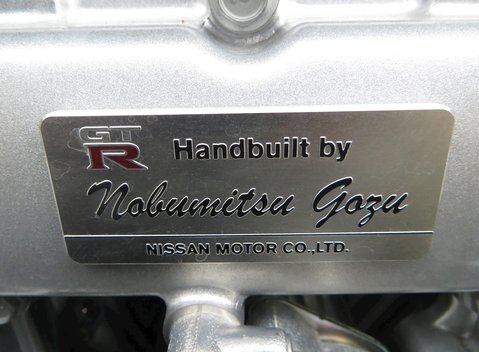 GT
R
Handbuilt by
Nobumitsu Gozu
NISSAN MOTOR CO.,LTD.